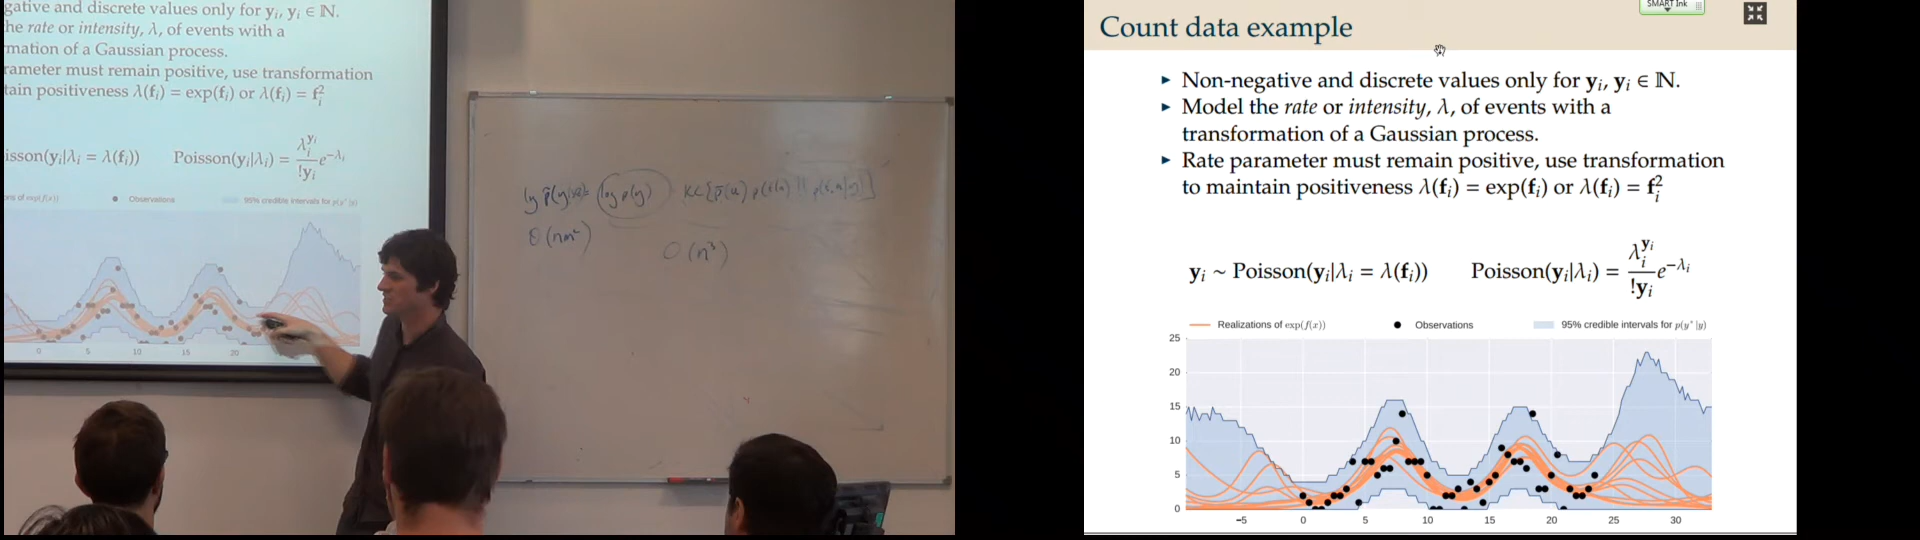 gative and discrete values only for yᵢ, yᵢ ∈ ℕ.
he rate or intensity, λ, of events with a
mation of a Gaussian process.
rameter must remain positive, use transformation
tain positiveness λ(fᵢ) = exp(fᵢ) or λ(fᵢ) = fᵢ²
isson(yᵢ|λᵢ = λ(fᵢ)) Poisson(yᵢ|λᵢ) = λᵢ^yᵢ / !yᵢ e^−λᵢ
ons of exp(f(x)) Observations 95% credible intervals for p(y*|y)
0 5 10 15 20
log p(y)
O(nm²) O(n³)
SMART Ink
Count data example
▸ Non-negative and discrete values only for yᵢ, yᵢ ∈ ℕ.
▸ Model the rate or intensity, λ, of events with a
transformation of a Gaussian process.
▸ Rate parameter must remain positive, use transformation
to maintain positiveness λ(fᵢ) = exp(fᵢ) or λ(fᵢ) = fᵢ²
yᵢ ~ Poisson(yᵢ|λᵢ = λ(fᵢ)) Poisson(yᵢ|λᵢ) = λᵢ^yᵢ / !yᵢ e^−λᵢ
Realizations of exp(f(x)) Observations 95% credible intervals for p(y*|y)
25
20
15
10
5
0
−5 0 5 10 15 20 25 30